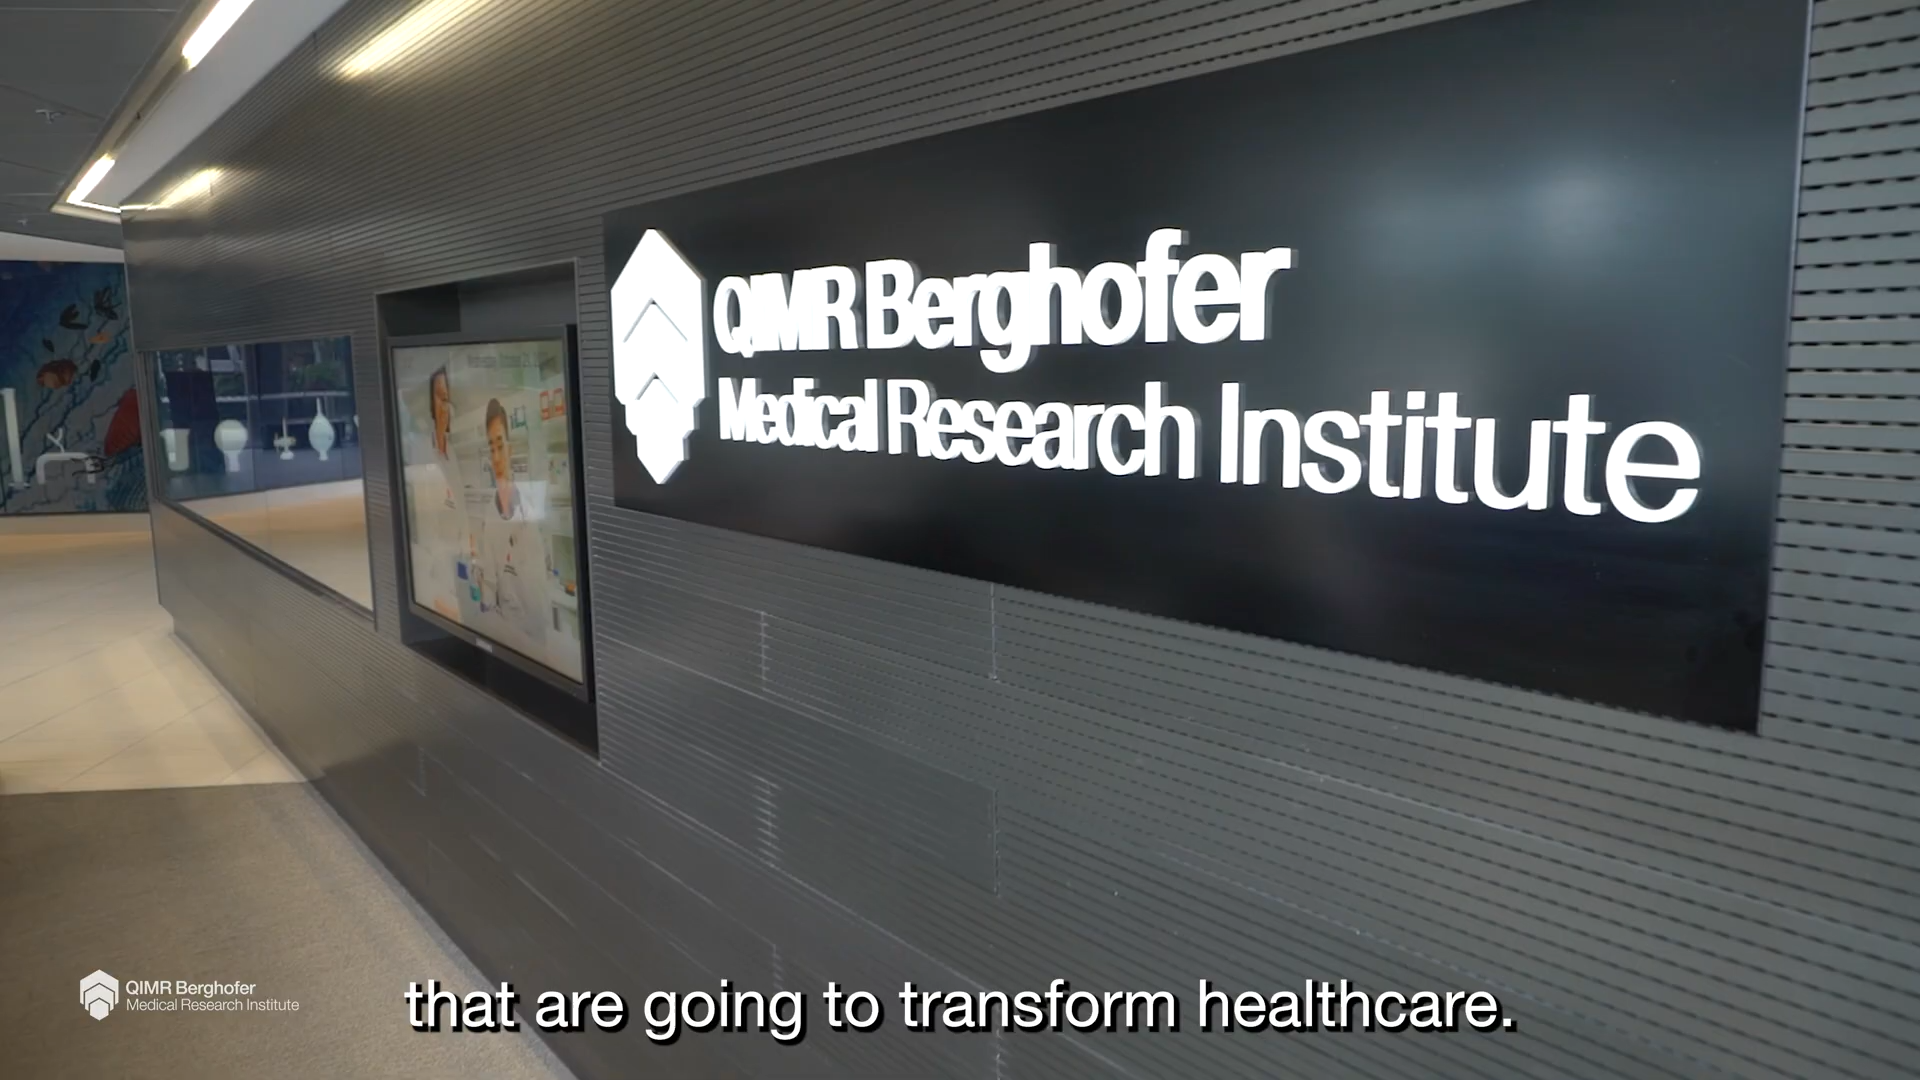 QIMR Berghofer
Medical Research Institute
QIMR Berghofer
Medical Research Institute
that are going to transform healthcare.